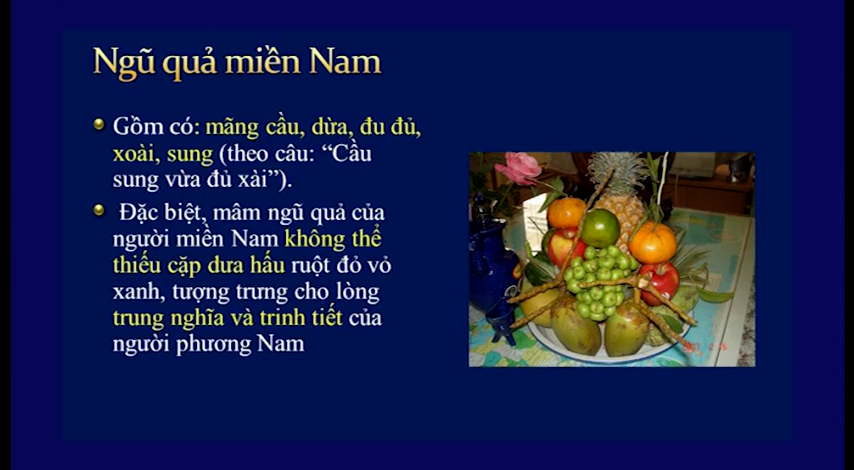 Ngũ quả miền Nam
Gồm có: mãng cầu, dừa, đu đủ,
xoài, sung (theo câu: “Cầu
sung vừa đủ xài”).
Đặc biệt, mâm ngũ quả của
người miền Nam không thể
thiếu cặp dưa hấu ruột đỏ vỏ
xanh, tượng trưng cho lòng
trung nghĩa và trinh tiết của
người phương Nam